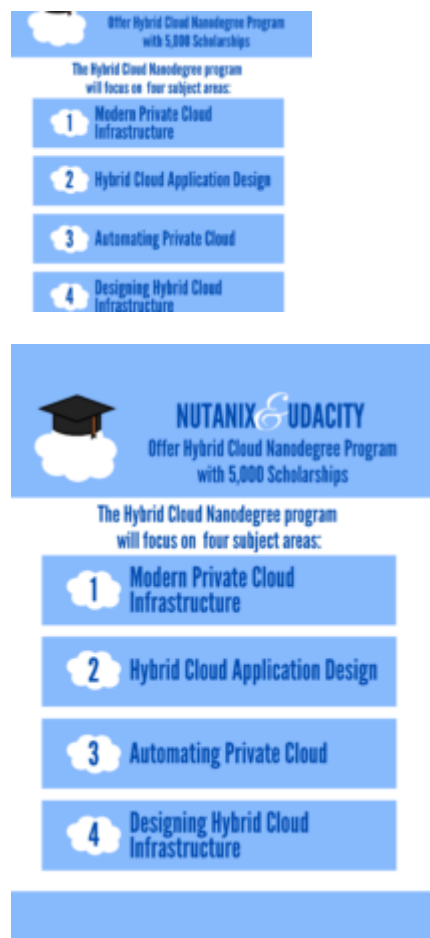 Offer Hybrid Cloud Nanodegree Program
with 5,000 Scholarships
The Hybrid Cloud Nanodegree program
will focus on four subject areas:
1 Modern Private Cloud
Infrastructure
2 Hybrid Cloud Application Design
3 Automating Private Cloud
4 Designing Hybrid Cloud
Infrastructure
NUTANIX & UDACITY
Offer Hybrid Cloud Nanodegree Program
with 5,000 Scholarships
The Hybrid Cloud Nanodegree program
will focus on four subject areas:
1 Modern Private Cloud
Infrastructure
2 Hybrid Cloud Application Design
3 Automating Private Cloud
4 Designing Hybrid Cloud
Infrastructure